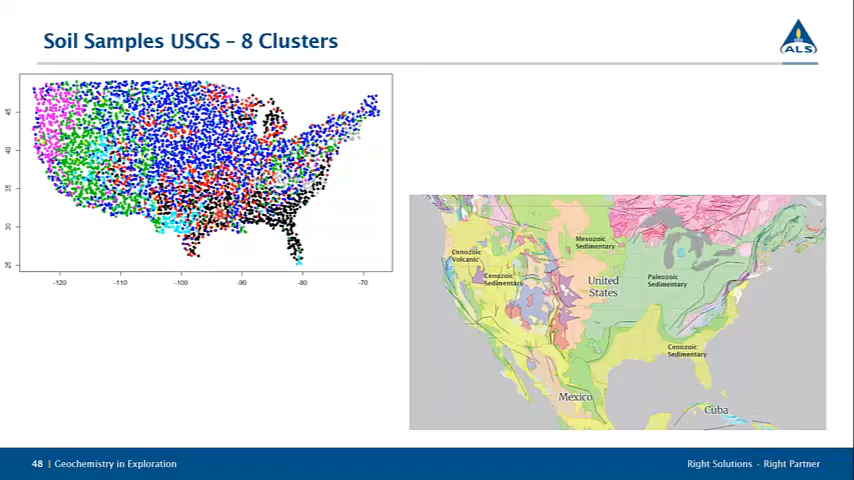 Soil Samples USGS – 8 Clusters
ALS
45
40
35
30
25
-120
-110
-100
-90
-80
-70
Mesozoic
Sedimentary
Cenozoic
Volcanic
Cenozoic
Sedimentary
United
States
Paleozoic
Sedimentary
Cenozoic
Sedimentary
Mexico
Cuba
48 | Geochemistry in Exploration
Right Solutions · Right Partner